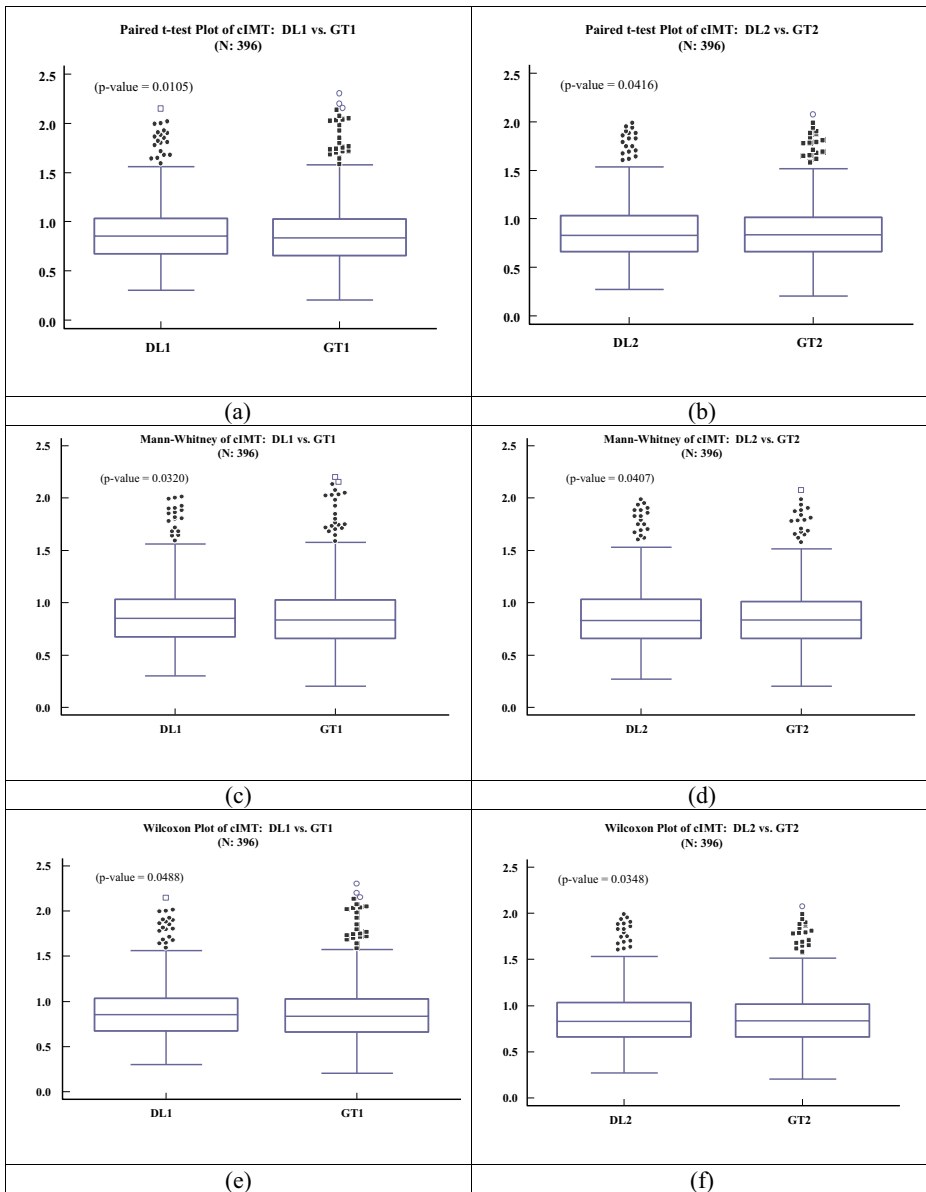 Paired t-test Plot of cIMT: DL1 vs. GT1
(N: 396)
(p-value = 0.0105)
2.5
2.0
1.5
1.0
0.5
0.0
DL1 GT1
(a)
Paired t-test Plot of cIMT: DL2 vs. GT2
(N: 396)
(p-value = 0.0416)
2.5
2.0
1.5
1.0
0.5
0.0
DL2 GT2
(b)
Mann-Whitney of cIMT: DL1 vs. GT1
(N: 396)
(p-value = 0.0320)
2.5
2.0
1.5
1.0
0.5
0.0
DL1 GT1
(c)
Mann-Whitney of cIMT: DL2 vs. GT2
(N: 396)
(p-value = 0.0407)
2.5
2.0
1.5
1.0
0.5
0.0
DL2 GT2
(d)
Wilcoxon Plot of cIMT: DL1 vs. GT1
(N: 396)
(p-value = 0.0488)
2.5
2.0
1.5
1.0
0.5
0.0
DL1 GT1
(e)
Wilcoxon Plot of cIMT: DL2 vs. GT2
(N: 396)
(p-value = 0.0348)
2.5
2.0
1.5
1.0
0.5
0.0
DL2 GT2
(f)